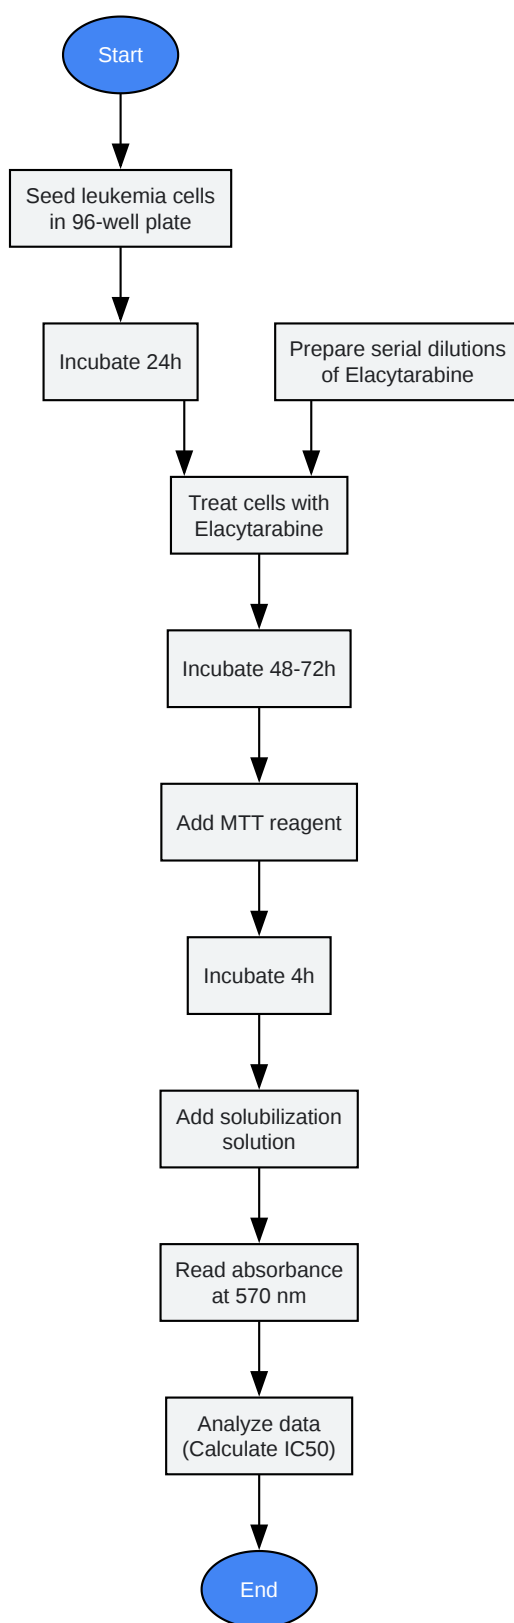 Start
Seed leukemia cells
in 96-well plate
Incubate 24h
Prepare serial dilutions
of Elacytarabine
Treat cells with
Elacytarabine
Incubate 48-72h
Add MTT reagent
Incubate 4h
Add solubilization
solution
Read absorbance
at 570 nm
Analyze data
(Calculate IC50)
End